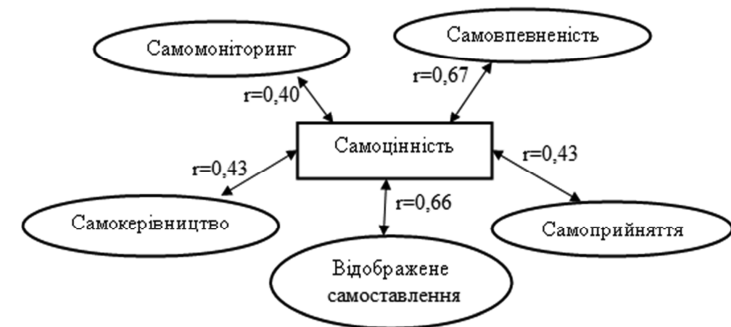 Самомоніторинг
Самовпевненість
r=0,40
r=0,67
Самоцінність
r=0,43
r=0,43
r=0,66
Самокерівництво
Самоприйняття
Відображене
самоставлення